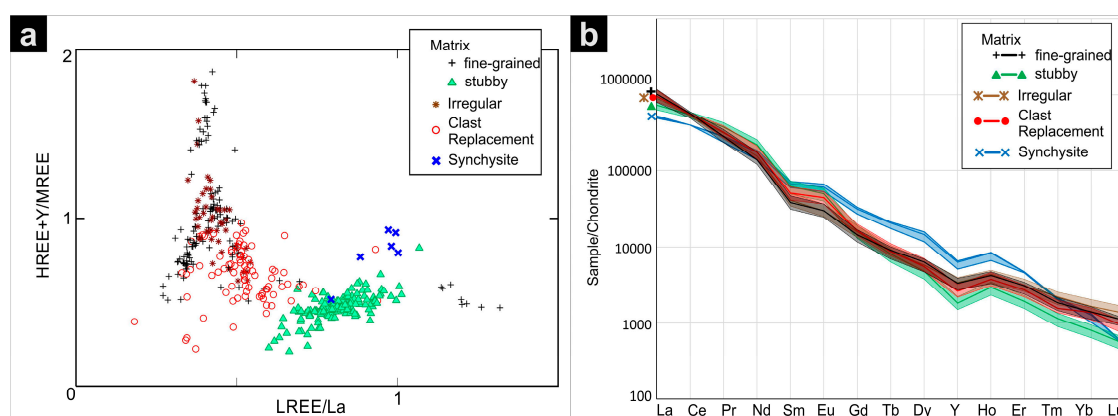 a
2
1
0
1
HREE+Y/MREE
LREE/La
Matrix
fine-grained
stubby
Irregular
Clast
Replacement
Synchysite
b
1000000
100000
10000
1000
100
Sample/Chondrite
Matrix
fine-grained
stubby
Irregular
Clast
Replacement
Synchysite
La Ce Pr Nd Sm Eu Gd Tb Dy Y Ho Er Tm Yb